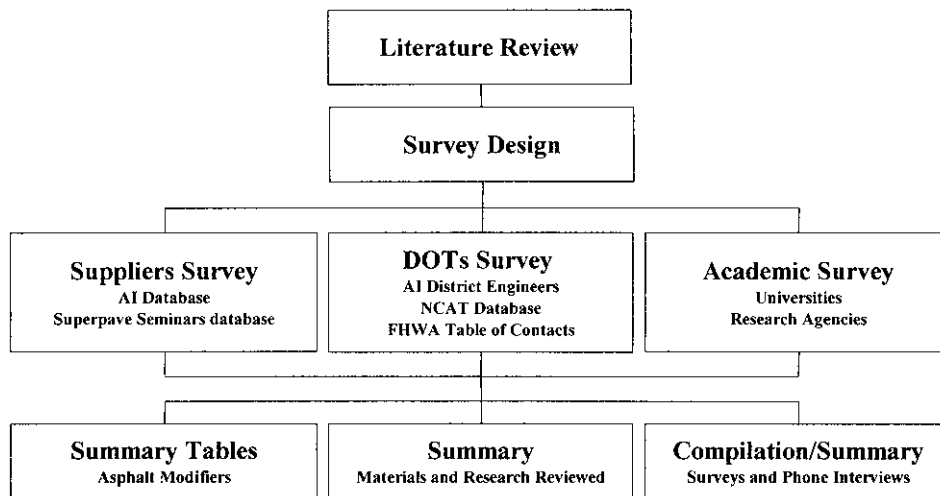 Literature Review
Survey Design
Suppliers Survey
AI Database
Superpave Seminars database
DOTs Survey
AI District Engineers
NCAT Database
FHWA Table of Contacts
Academic Survey
Universities
Research Agencies
Summary Tables
Asphalt Modifiers
Summary
Materials and Research Reviewed
Compilation/Summary
Surveys and Phone Interviews